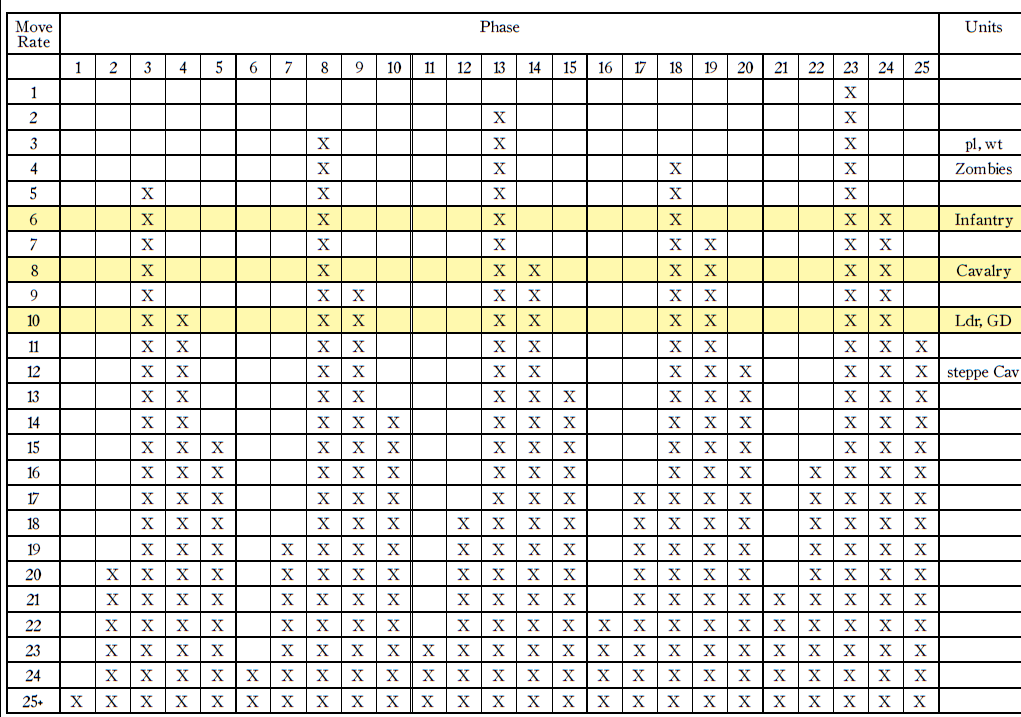 Move Rate Phase Units
1 2 3 4 5 6 7 8 9 10 11 12 13 14 15 16 17 18 19 20 21 22 23 24 25
1 X
2 X X
3 X X X pl, wt
4 X X X X Zombies
5 X X X X X
6 X X X X X X Infantry
7 X X X X X X X
8 X X X X X X X X Cavalry
9 X X X X X X X X X
10 X X X X X X X X X X Ldr, GD
11 X X X X X X X X X X X
12 X X X X X X X X X X X X steppe Cav
13 X X X X X X X X X X X X X
14 X X X X X X X X X X X X X X
15 X X X X X X X X X X X X X X X
16 X X X X X X X X X X X X X X X X
17 X X X X X X X X X X X X X X X X X
18 X X X X X X X X X X X X X X X X X X
19 X X X X X X X X X X X X X X X X X X X
20 X X X X X X X X X X X X X X X X X X X X
21 X X X X X X X X X X X X X X X X X X X X X
22 X X X X X X X X X X X X X X X X X X X X X X
23 X X X X X X X X X X X X X X X X X X X X X X X
24 X X X X X X X X X X X X X X X X X X X X X X X X
25+ X X X X X X X X X X X X X X X X X X X X X X X X X